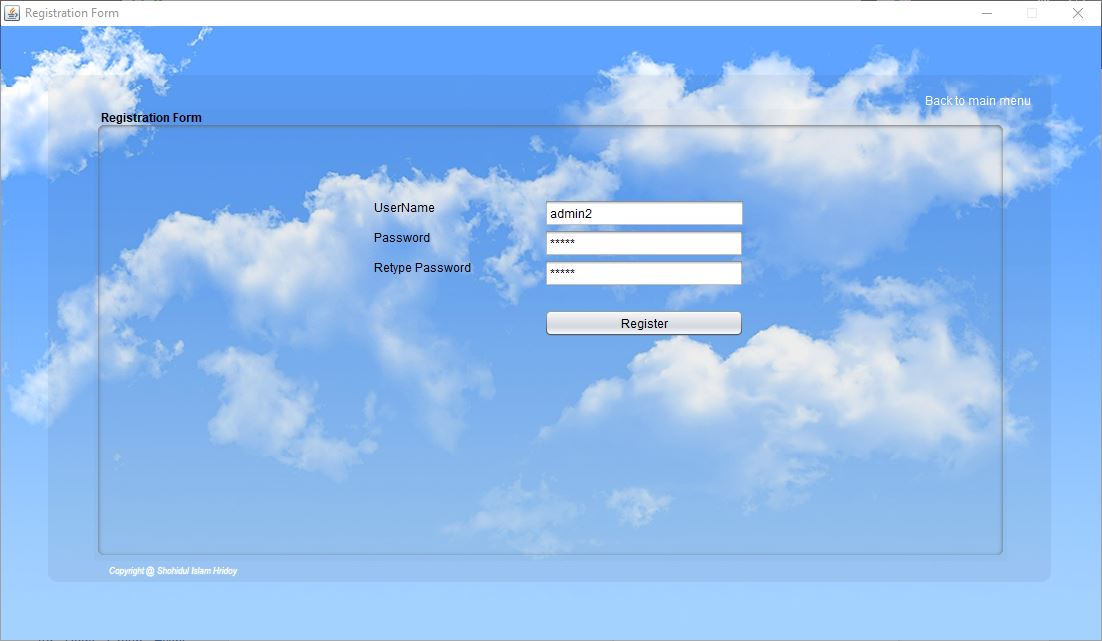 Registration Form
Back to main menu
Registration Form
UserName
admin2
Password
*****
Retype Password
*****
Register
Copyright @ Shohidul Islam Hridoy